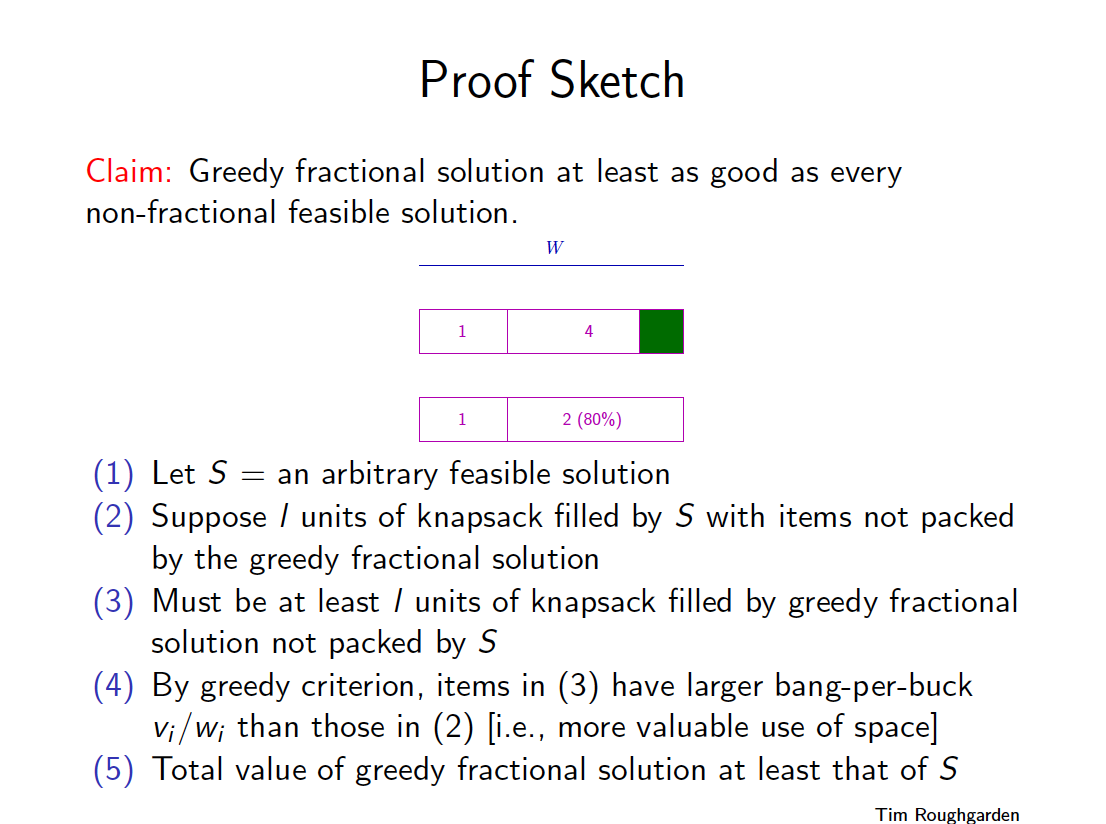 Proof Sketch
Claim: Greedy fractional solution at least as good as every
non-fractional feasible solution.
W
1 4
1 2 (80%)
(1) Let S = an arbitrary feasible solution
(2) Suppose l units of knapsack filled by S with items not packed
by the greedy fractional solution
(3) Must be at least l units of knapsack filled by greedy fractional
solution not packed by S
(4) By greedy criterion, items in (3) have larger bang-per-buck
vᵢ/wᵢ than those in (2) [i.e., more valuable use of space]
(5) Total value of greedy fractional solution at least that of S
Tim Roughgarden